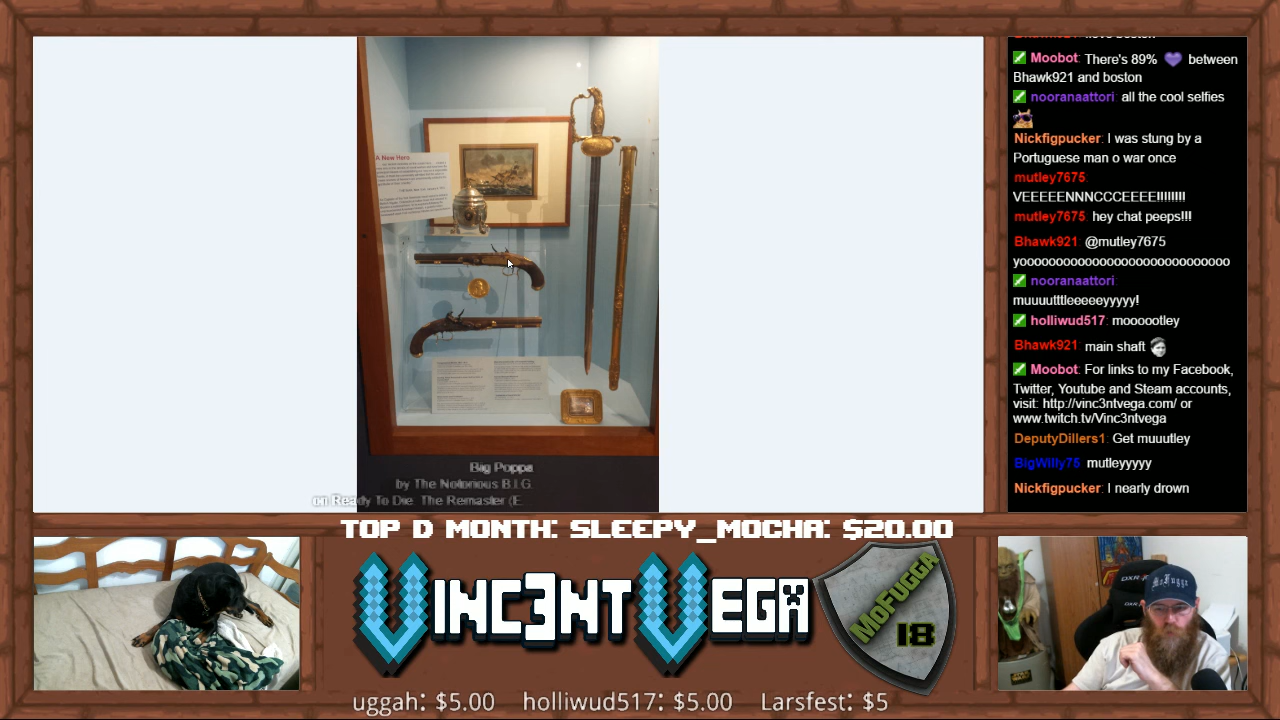 A New Hero
Big Poppa
by The Notorious B.I.G.
on Ready To Die The Remaster (E
Moobot: There's 89% between
Bhawk921 and boston
nooranaattori: all the cool selfies
Nickfigpucker: I was stung by a
Portuguese man o war once
mutley7675:
VEEEEENNNCCCEEEE!!!!!!!!
mutley7675: hey chat peeps!!!
Bhawk921: @mutley7675
yooooooooooooooooooooooooooooo
nooranaattori:
muuuutttleeeeeyyyyy!
holliwud517: moooootley
Bhawk921: main shaft
Moobot: For links to my Facebook,
Twitter, Youtube and Steam accounts,
visit: http://vinc3ntvega.com/ or
www.twitch.tv/Vinc3ntvega
DeputyDillers1: Get muuutley
BigWilly75: mutleyyyyy
Nickfigpucker: I nearly drown
TOP D MONTH: SLEEPY_MOCHA: $20.00
VINC3NTVEGA
MOFUGGA
18
DXR
MoFugga
uggah: $5.00 holliwud517: $5.00 Larsfest: $5